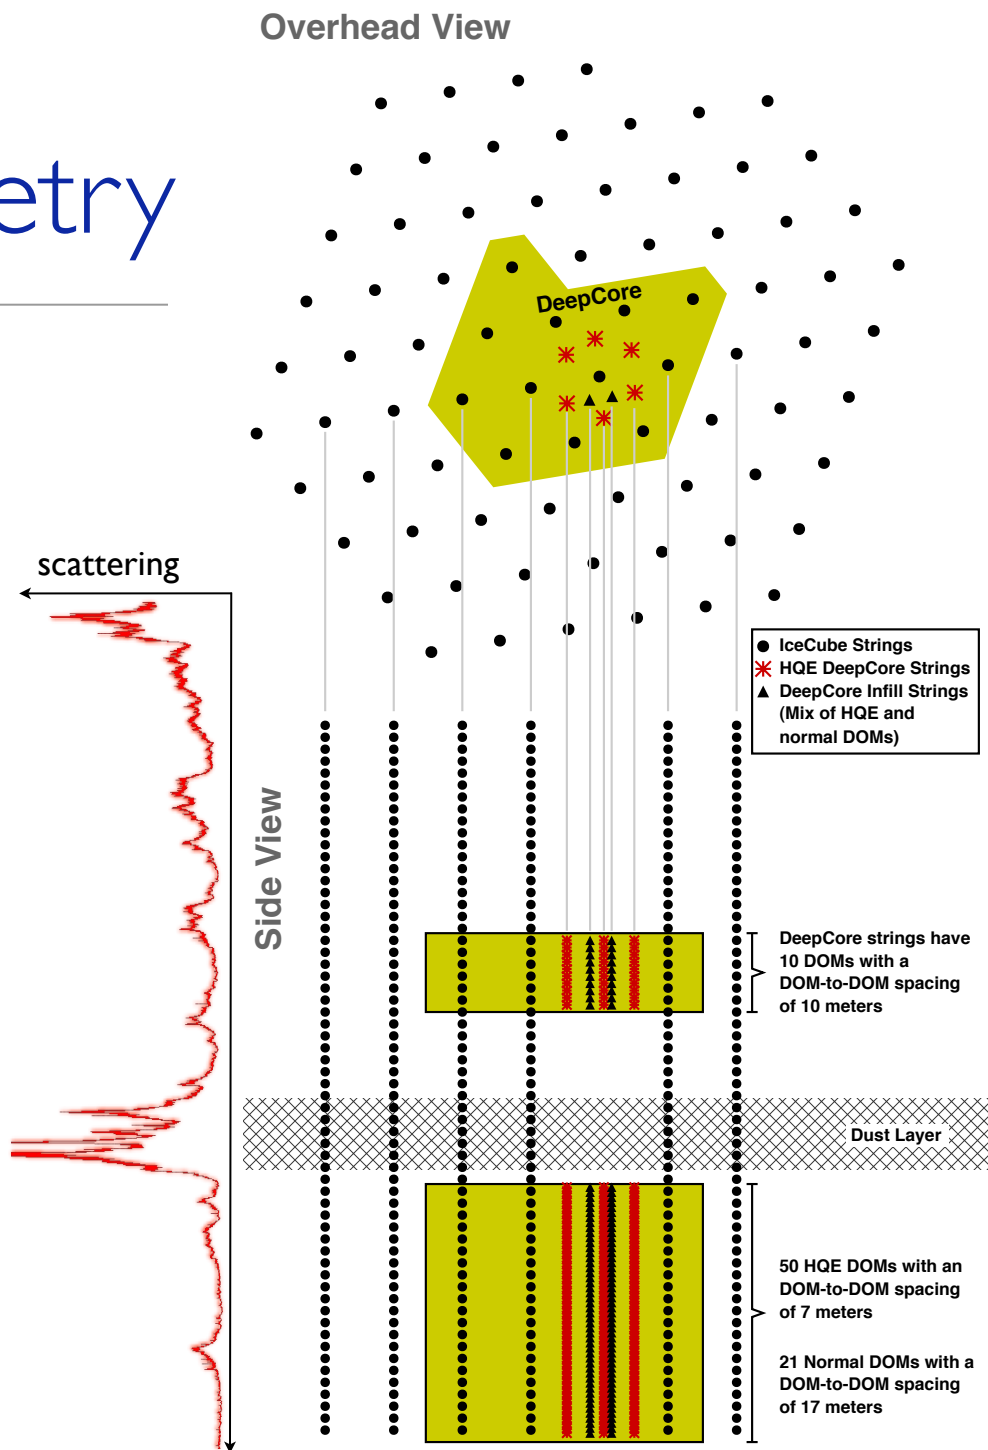 Overhead View
etry
DeepCore
scattering
IceCube Strings
HQE DeepCore Strings
DeepCore Infill Strings
(Mix of HQE and
normal DOMs)
Side View
DeepCore strings have
10 DOMs with a
DOM-to-DOM spacing
of 10 meters
Dust Layer
50 HQE DOMs with an
DOM-to-DOM spacing
of 7 meters
21 Normal DOMs with a
DOM-to-DOM spacing
of 17 meters